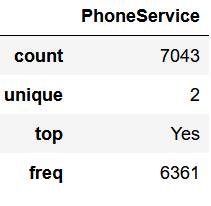 PhoneService
count 7043
unique 2
top Yes
freq 6361